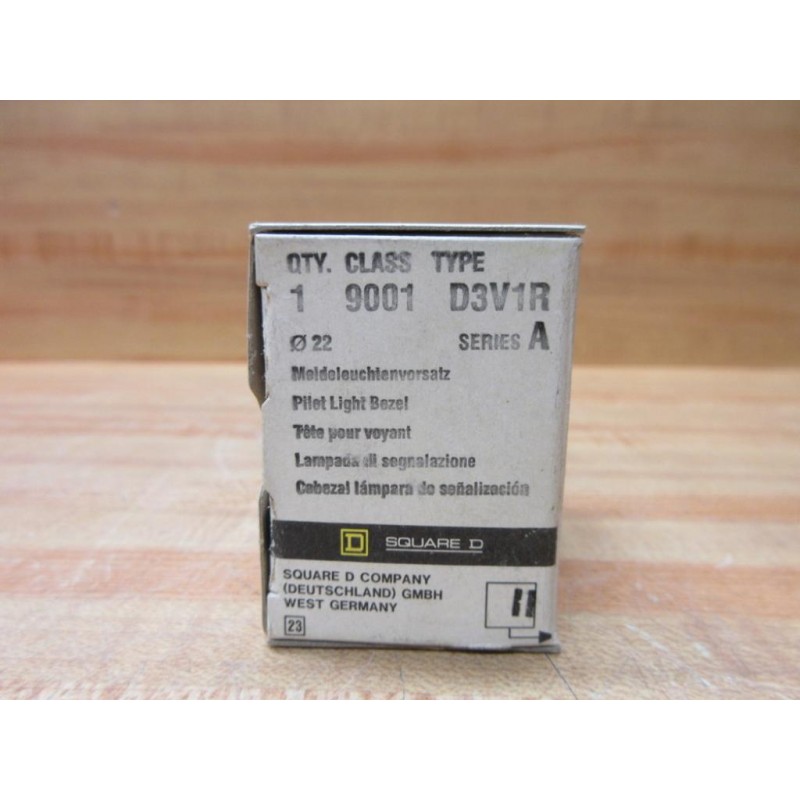 QTY. CLASS TYPE
1 9001 D3V1R
Ø 22 SERIES A
Meldeleuchtenvorsatz
Pilot Light Bezel
Tête pour voyant
Lampada di segnalazione
Cabezal lámpara de señalización
D SQUARE D
SQUARE D COMPANY
(DEUTSCHLAND) GMBH
WEST GERMANY
23